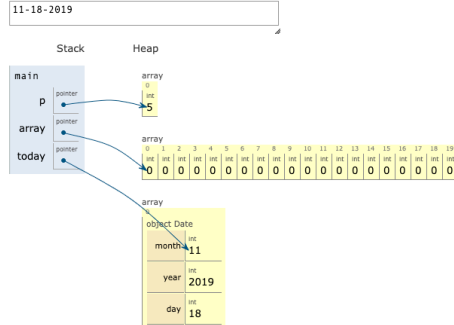 11-18-2019
Stack Heap
main
p pointer
array pointer
today pointer
array
0
int
5
array
0 1 2 3 4 5 6 7 8 9 10 11 12 13 14 15 16 17 18 19
int int int int int int int int int int int int int int int int int int int int
0 0 0 0 0 0 0 0 0 0 0 0 0 0 0 0 0 0 0 0
array
0
object Date
month int 11
year int 2019
day int 18